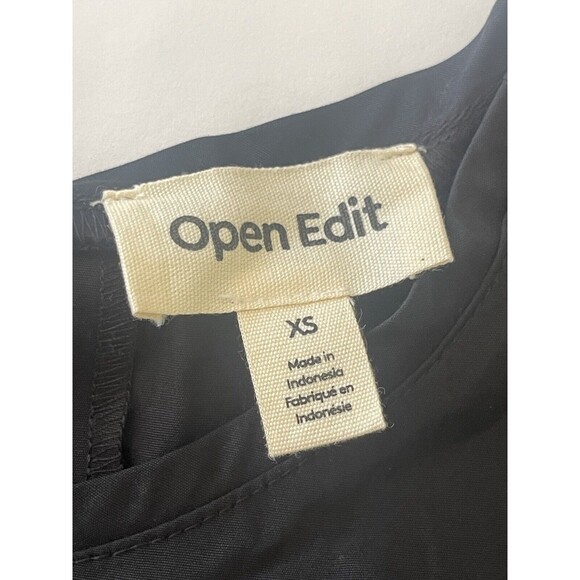 Open Edit
XS
Made in
Indonesia
Fabriqué en
Indonésie